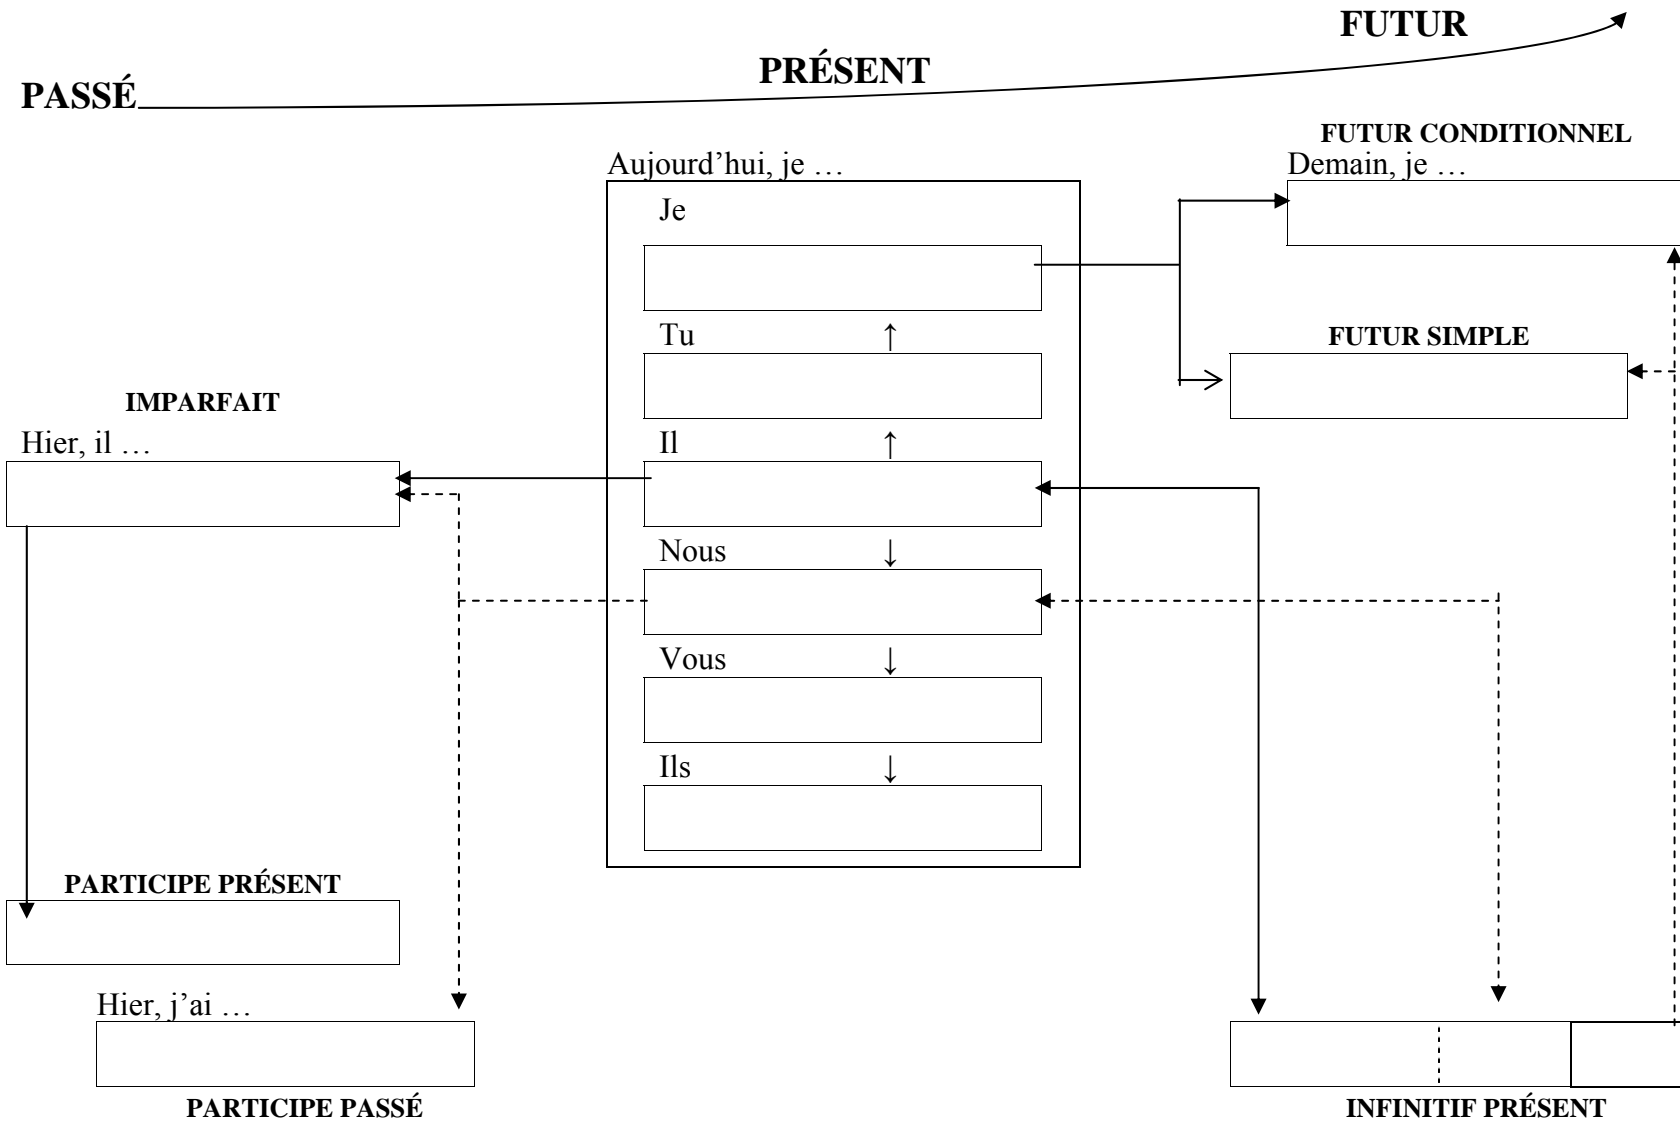 FUTUR
PRÉSENT
PASSÉ
FUTUR CONDITIONNEL
Aujourd’hui, je …
Demain, je …
Je
Tu ↑
FUTUR SIMPLE
IMPARFAIT
Hier, il …
Il ↑
Nous ↓
Vous ↓
Ils ↓
PARTICIPE PRÉSENT
Hier, j’ai …
PARTICIPE PASSÉ
INFINITIF PRÉSENT